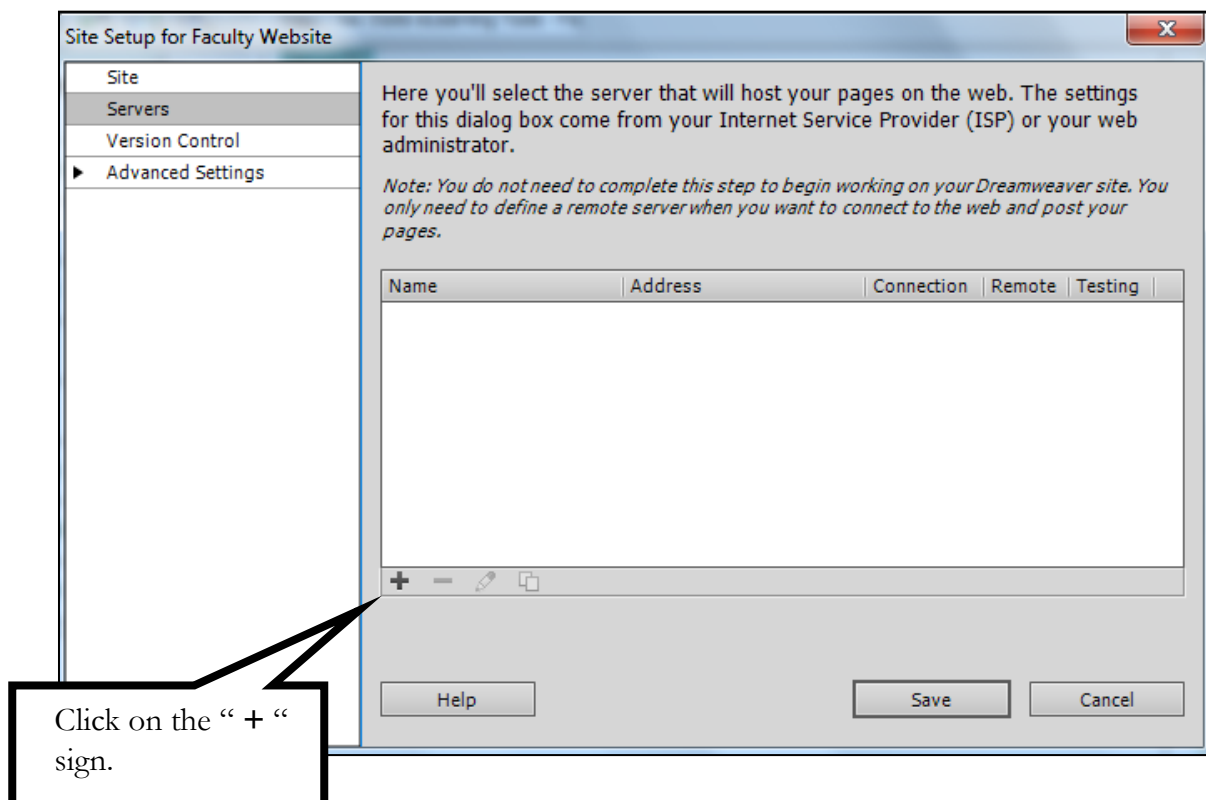 Site Setup for Faculty Website
x
Site
Servers
Version Control
Advanced Settings
Here you'll select the server that will host your pages on the web. The settings
for this dialog box come from your Internet Service Provider (ISP) or your web
administrator.
Note: You do not need to complete this step to begin working on your Dreamweaver site. You
only need to define a remote server when you want to connect to the web and post your
pages.
Name Address Connection Remote Testing
Help Save Cancel
Click on the “ + “
sign.